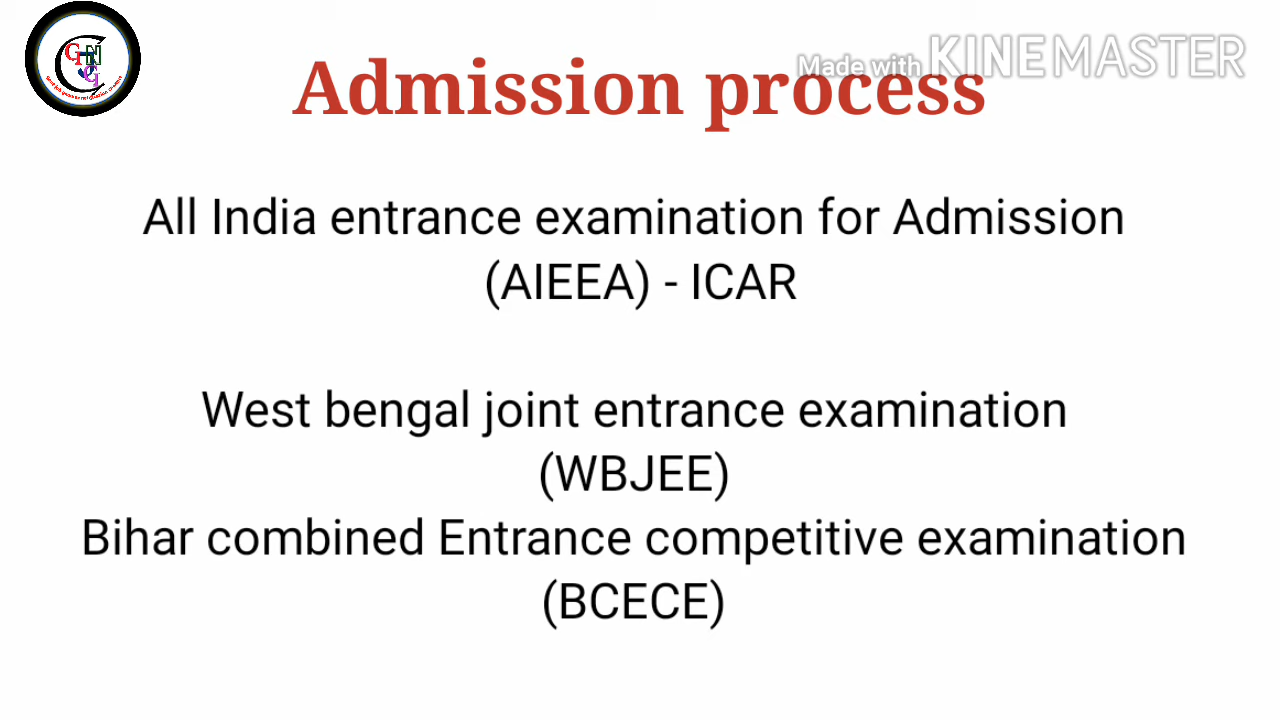 Made with KINEMASTER
Admission process
All India entrance examination for Admission
(AIEEA) - ICAR
West bengal joint entrance examination
(WBJEE)
Bihar combined Entrance competitive examination
(BCECE)